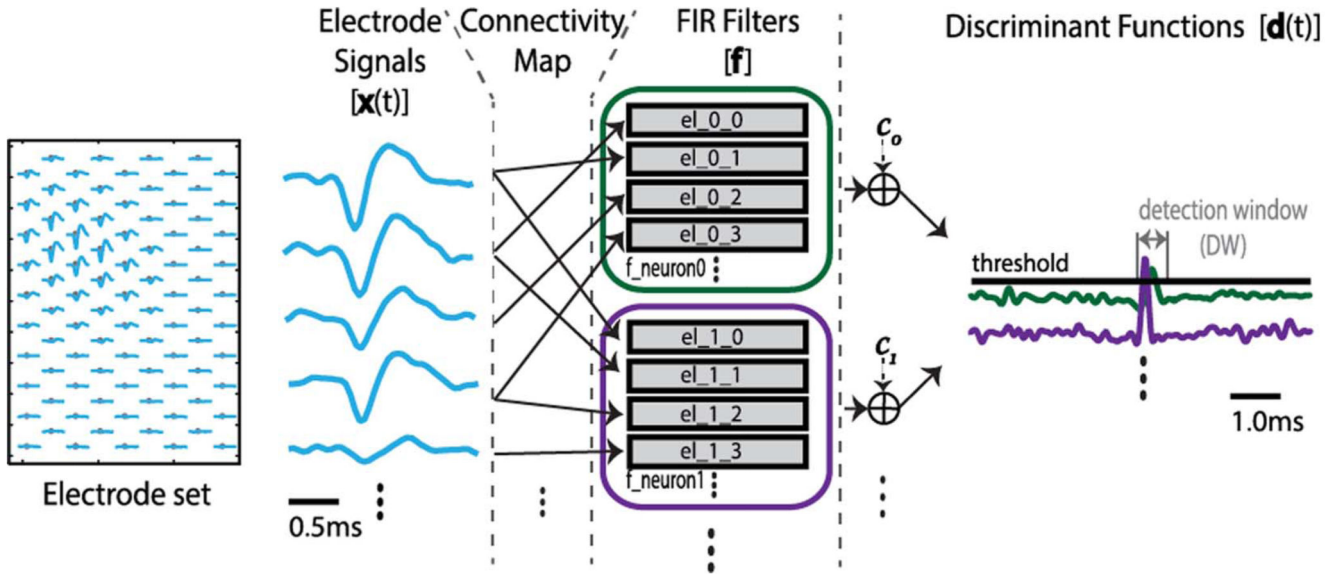 Electrode
Signals
[x(t)]
Connectivity
Map
FIR Filters
[f]
Discriminant Functions [d(t)]
el_0_0
el_0_1
el_0_2
el_0_3
f_neuron0
el_1_0
el_1_1
el_1_2
el_1_3
f_neuron1
C₀
C₁
detection window
(DW)
threshold
1.0ms
Electrode set
0.5ms